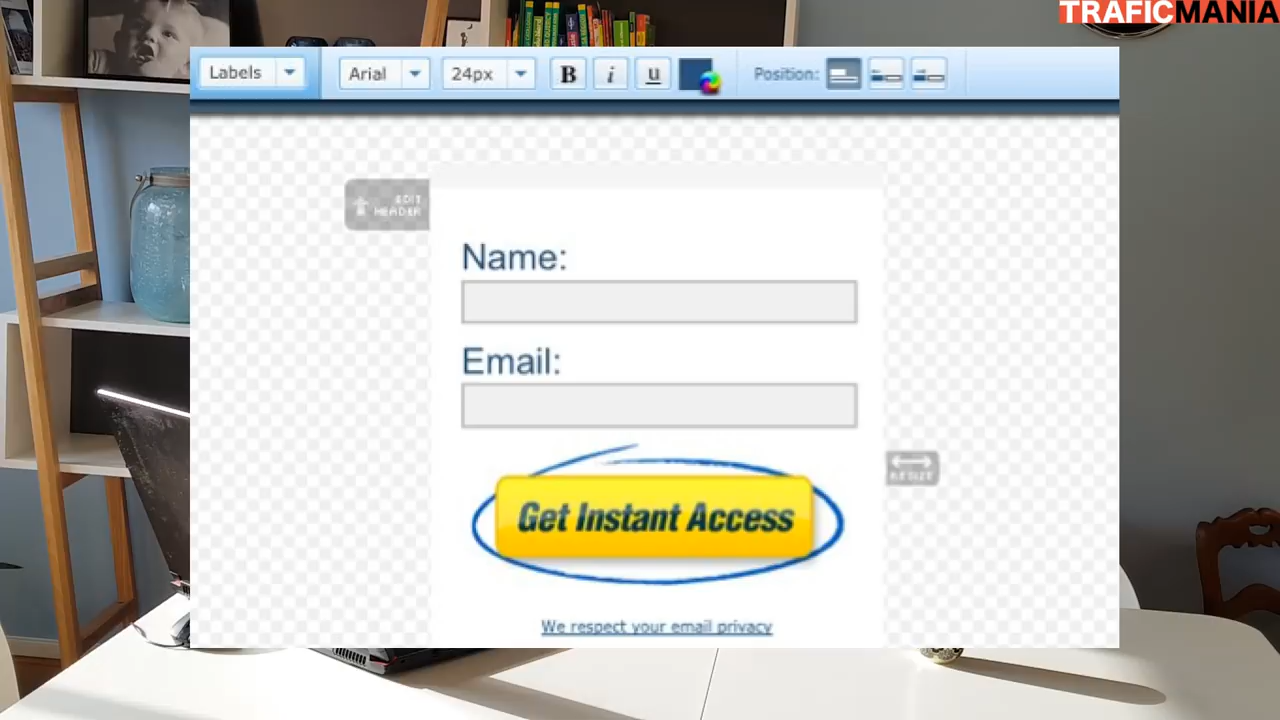 TRAFICMANIA
Labels
Arial
24px
B
i
u
Position:
EDIT
HEADER
Name:
Email:
RESIZE
Get Instant Access
We respect your email privacy